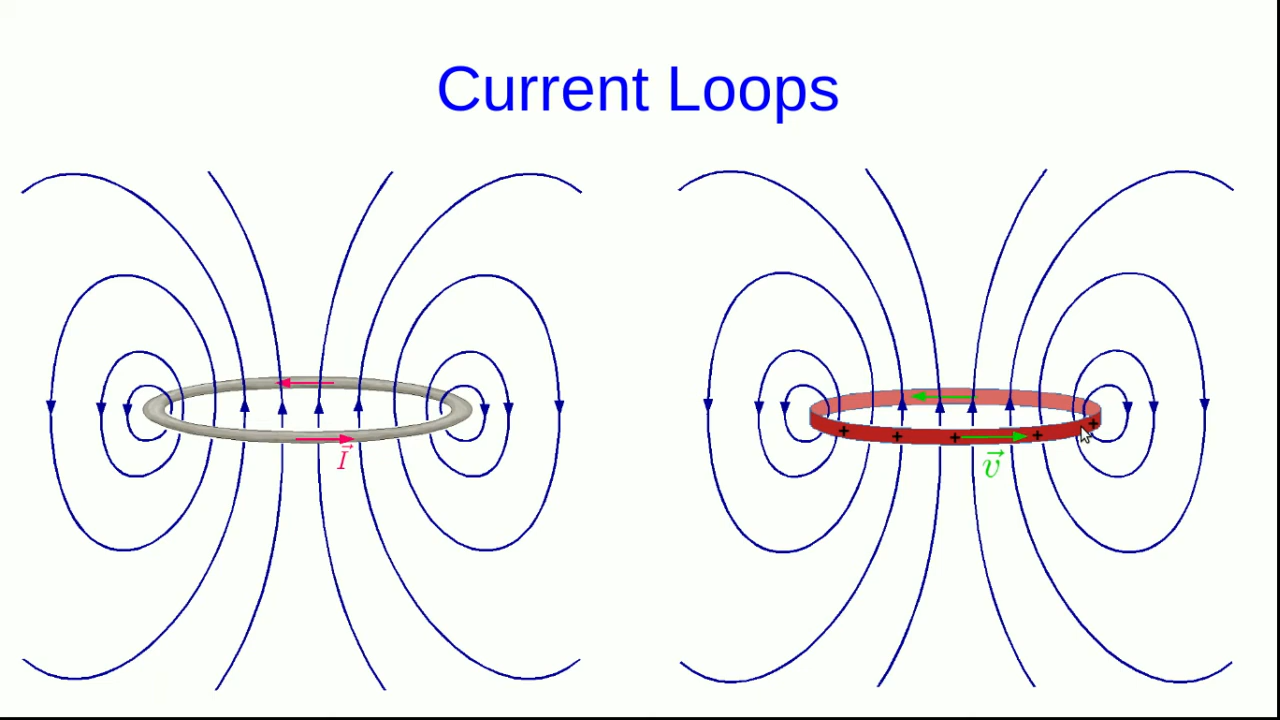 Current Loops
+ + + + +
I⃗
v⃗